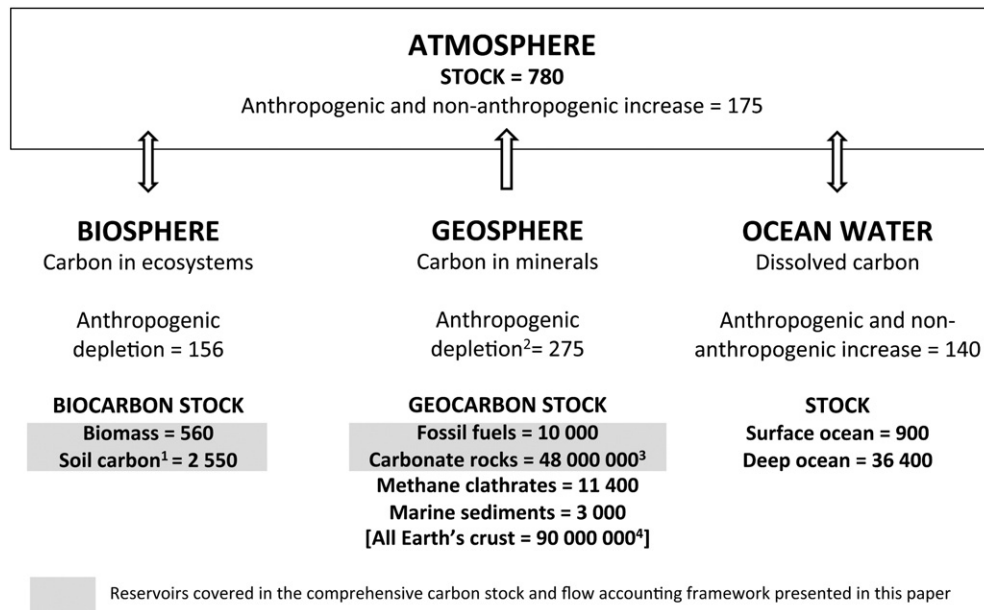 ATMOSPHERE
STOCK = 780
Anthropogenic and non-anthropogenic increase = 175
BIOSPHERE
Carbon in ecosystems
Anthropogenic
depletion = 156
BIOCARBON STOCK
Biomass = 560
Soil carbon¹ = 2 550
GEOSPHERE
Carbon in minerals
Anthropogenic
depletion²= 275
GEOCARBON STOCK
Fossil fuels = 10 000
Carbonate rocks = 48 000 000³
Methane clathrates = 11 400
Marine sediments = 3 000
[All Earth’s crust = 90 000 000⁴]
OCEAN WATER
Dissolved carbon
Anthropogenic and non-
anthropogenic increase = 140
STOCK
Surface ocean = 900
Deep ocean = 36 400
Reservoirs covered in the comprehensive carbon stock and flow accounting framework presented in this paper